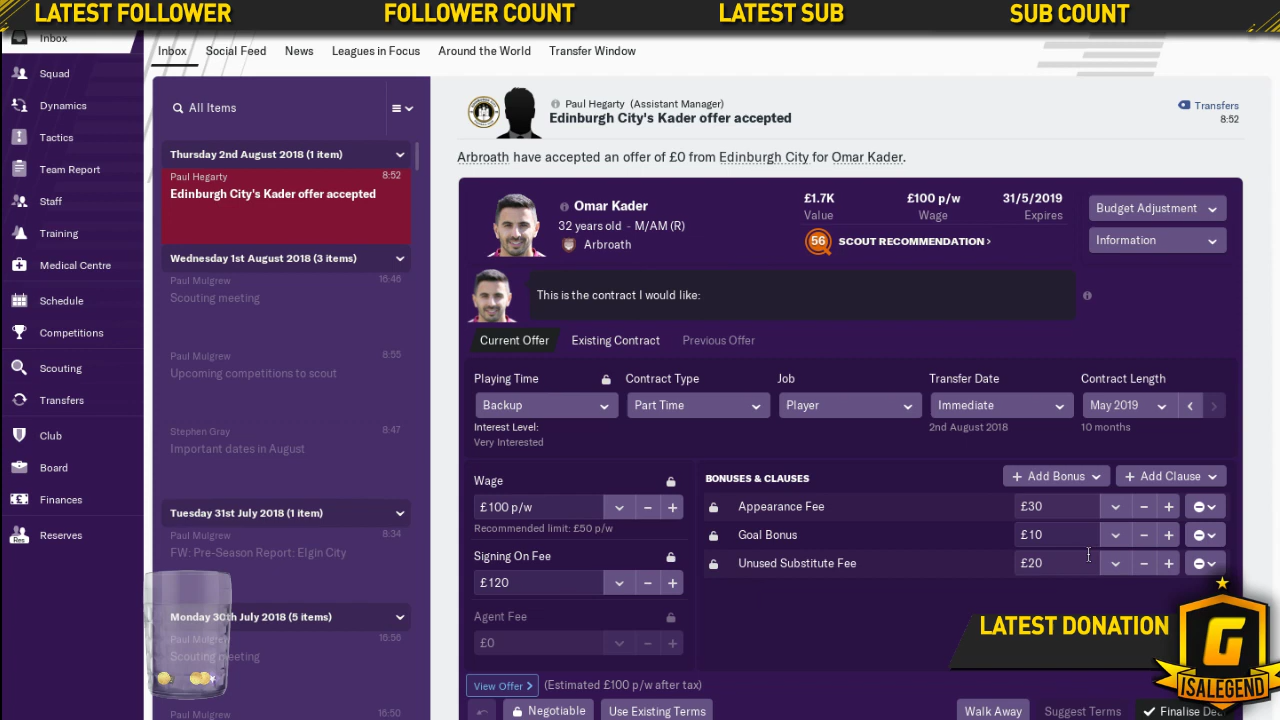 LATEST FOLLOWER
FOLLOWER COUNT
LATEST SUB
SUB COUNT
Inbox
Squad
Dynamics
Tactics
Team Report
Staff
Training
Medical Centre
Schedule
Competitions
Scouting
Transfers
Club
Board
Finances
Res
Reserves
Inbox Social Feed News Leagues in Focus Around the World Transfer Window
All Items
Thursday 2nd August 2018 (1 item)
Paul Hegarty 8:52
Edinburgh City's Kader offer accepted
Wednesday 1st August 2018 (3 items)
Paul Mulgrew 16:46
Scouting meeting
Paul Mulgrew 8:55
Upcoming competitions to scout
Stephen Gray 8:47
Important dates in August
Tuesday 31st July 2018 (1 item)
Paul Mulgrew 8:34
FW: Pre-Season Report: Elgin City
Monday 30th July 2018 (5 items)
Paul Mulgrew 16:56
Scouting meeting
Paul Mulgrew 16:50
Paul Hegarty (Assistant Manager)
Edinburgh City's Kader offer accepted
Transfers
8:52
Arbroath have accepted an offer of £0 from Edinburgh City for Omar Kader.
Omar Kader
32 years old - M/AM (R)
Arbroath
£1.7K £100 p/w 31/5/2019
Value Wage Expires
56 SCOUT RECOMMENDATION >
Budget Adjustment
Information
This is the contract I would like:
Current Offer Existing Contract Previous Offer
Playing Time Contract Type Job Transfer Date Contract Length
Backup Part Time Player Immediate May 2019
Interest Level: 2nd August 2018 10 months
Very Interested
Wage
£100 p/w
Recommended limit: £50 p/w
Signing On Fee
£120
Agent Fee
£0
BONUSES & CLAUSES + Add Bonus + Add Clause
Appearance Fee £30
Goal Bonus £10
Unused Substitute Fee £20
LATEST DONATION
G
ISALEGEND
View Offer > (Estimated £100 p/w after tax)
Negotiable Use Existing Terms Walk Away Suggest Terms Finalise De